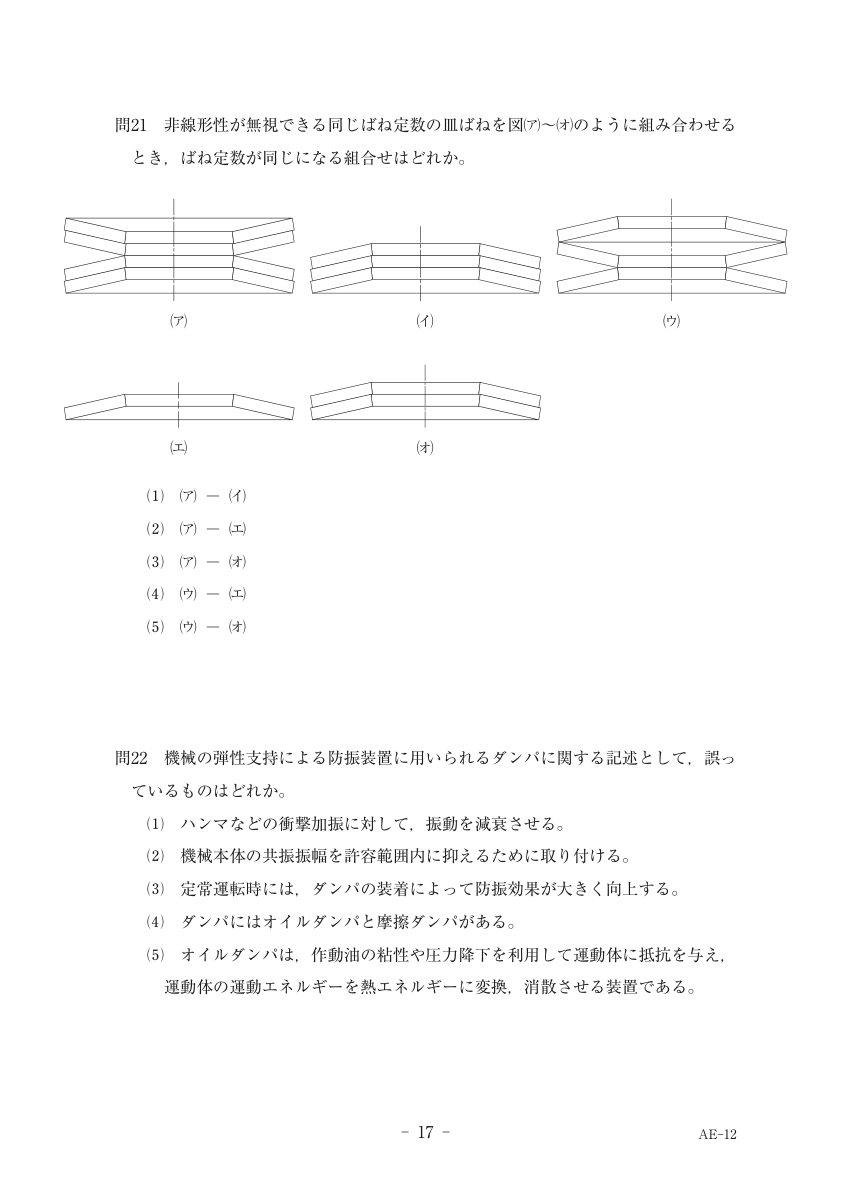 問21　非線形性が無視できる同じばね定数の皿ばねを図㋐～㋔のように組み合わせる
とき，ばね定数が同じになる組合せはどれか。
(ア)　(イ)　(ウ)
(エ)　(オ)
(1)　(ア) ― (イ)
(2)　(ア) ― (エ)
(3)　(ア) ― (オ)
(4)　(ウ) ― (エ)
(5)　(ウ) ― (オ)
問22　機械の弾性支持による防振装置に用いられるダンパに関する記述として，誤っ
ているものはどれか。
(1)　ハンマなどの衝撃加振に対して，振動を減衰させる。
(2)　機械本体の共振振幅を許容範囲内に抑えるために取り付ける。
(3)　定常運転時には，ダンパの装着によって防振効果が大きく向上する。
(4)　ダンパにはオイルダンパと摩擦ダンパがある。
(5)　オイルダンパは，作動油の粘性や圧力降下を利用して運動体に抵抗を与え，
運動体の運動エネルギーを熱エネルギーに変換，消散させる装置である。
－ 17 －
AE−12